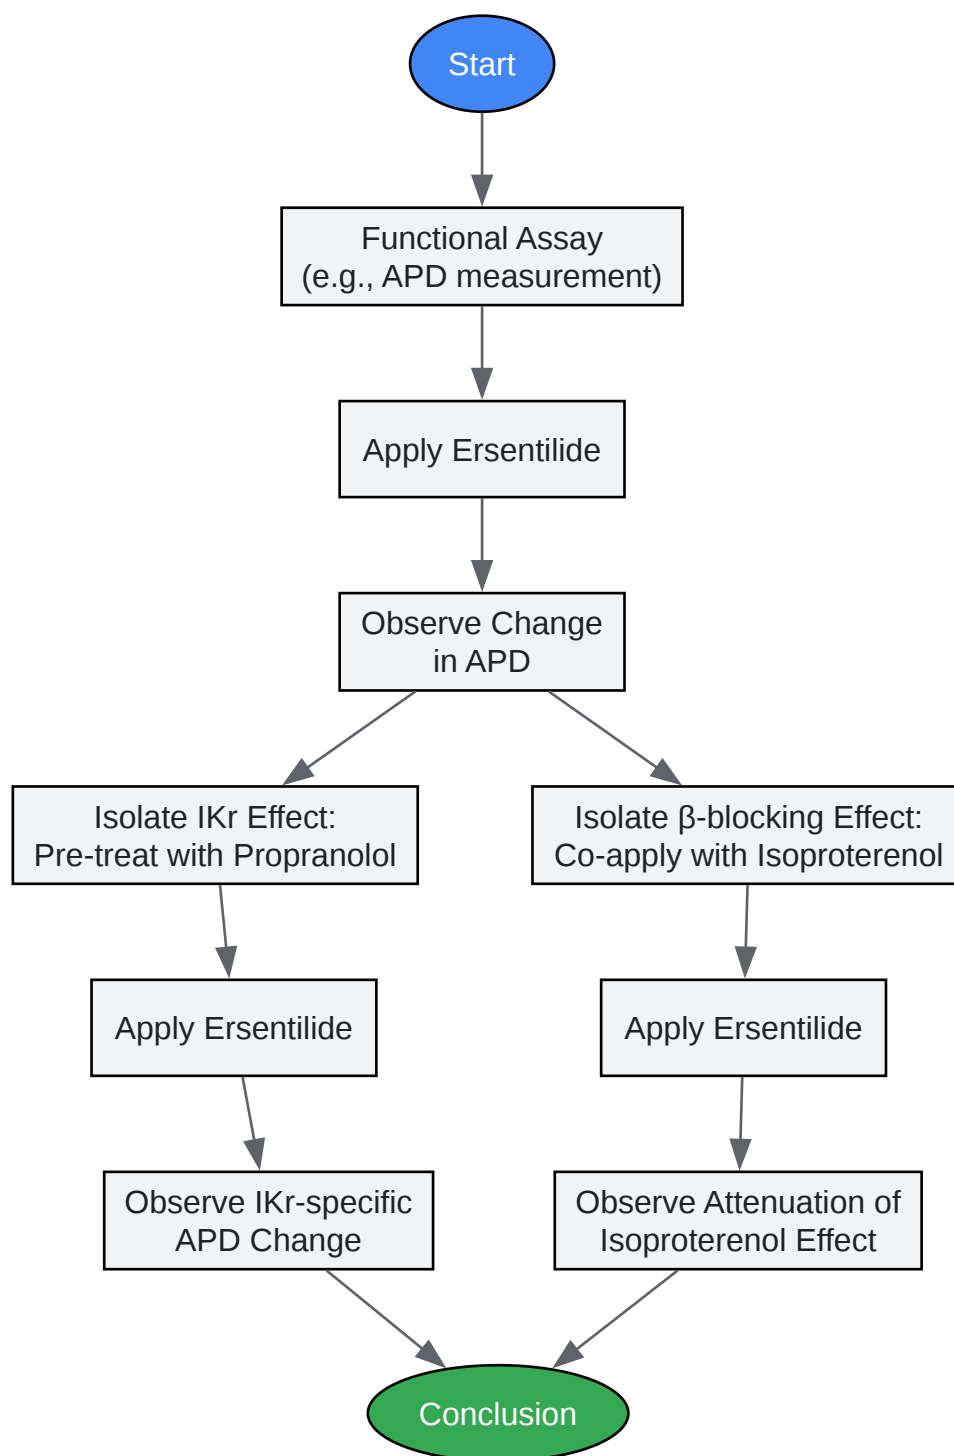 Start
Functional Assay
(e.g., APD measurement)
Apply Ersentilide
Observe Change
in APD
Isolate IKr Effect:
Pre-treat with Propranolol
Isolate β-blocking Effect:
Co-apply with Isoproterenol
Apply Ersentilide
Apply Ersentilide
Observe IKr-specific
APD Change
Observe Attenuation of
Isoproterenol Effect
Conclusion